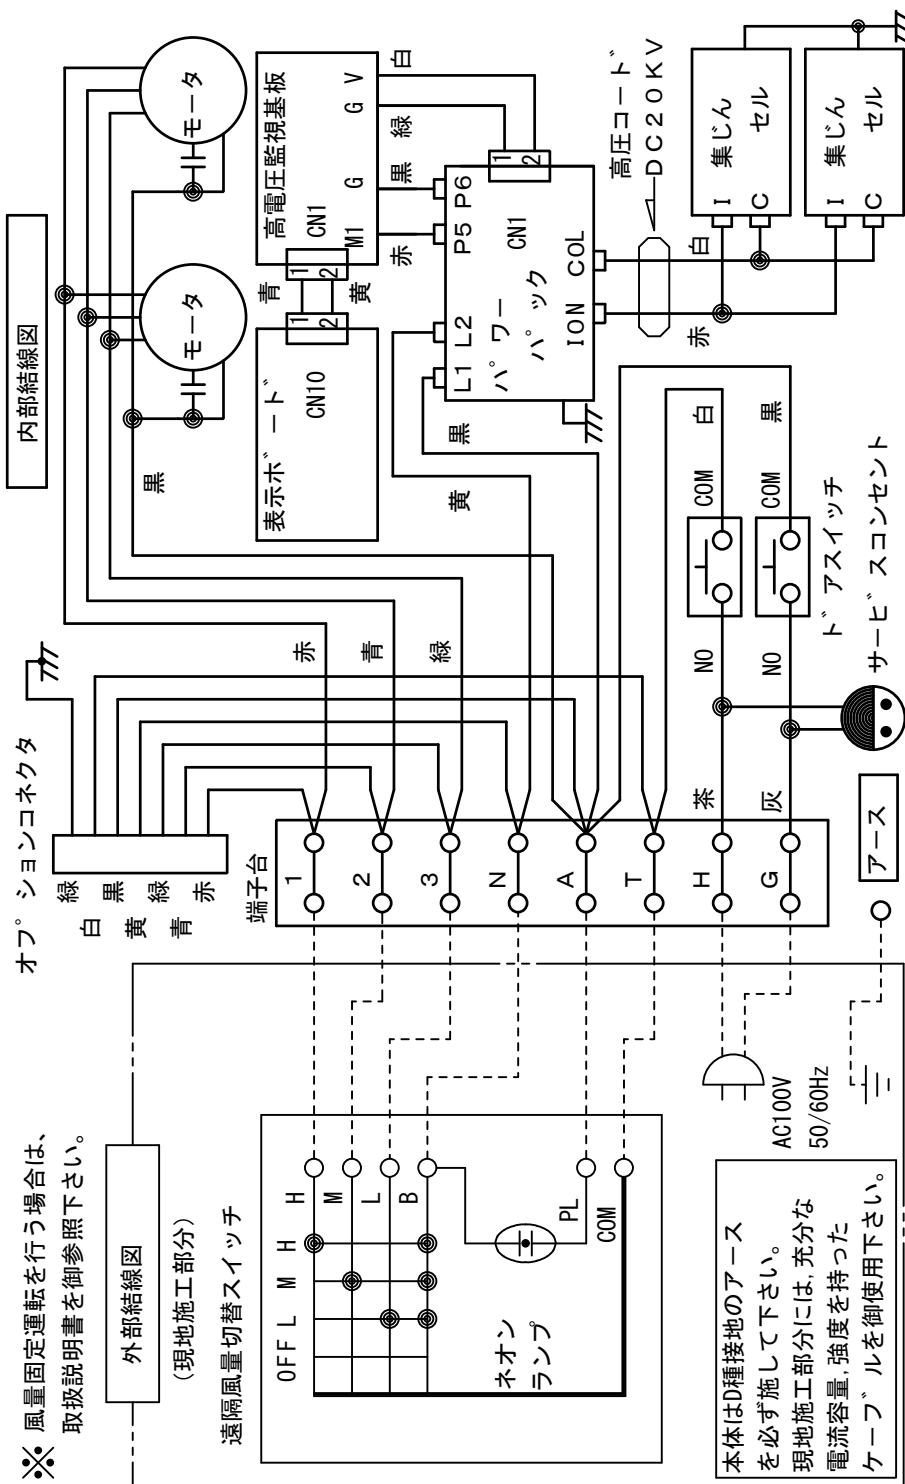 ※ 風量固定運転を行う場合は、
取扱説明書を御参照下さい。
外部結線図
(現地施工部分)
遠隔風量切替スイッチ
OFF L M H
H
M
L
B
PL
COM
ネオン
ランプ
AC100V
50/60Hz
本体はD種接地のアース
を必ず施して下さい。
現地施工部分には,充分な
電流容量,強度を持った
ケーブルを御使用下さい。
アース
オプションコネクタ
緑
白
黒
黄
緑
青
赤
端子台
1
2
3
N
A
T
H
G
赤
青
緑
茶
灰
内部結線図
黒
モータ
モータ
表示ボード
CN10
1
2
青
黄
1
2
高電圧監視基板
CN1
M1
G
G
V
赤
黒
緑
白
黄
黒
L1
L2
P5
P6
パワー
パック
CN1
1
2
ION
COL
高圧コード
DC20KV
赤
白
I
C
集じん
セル
I
C
集じん
セル
NO
COM
白
NO
COM
黒
ドアスイッチ
サービスコンセント